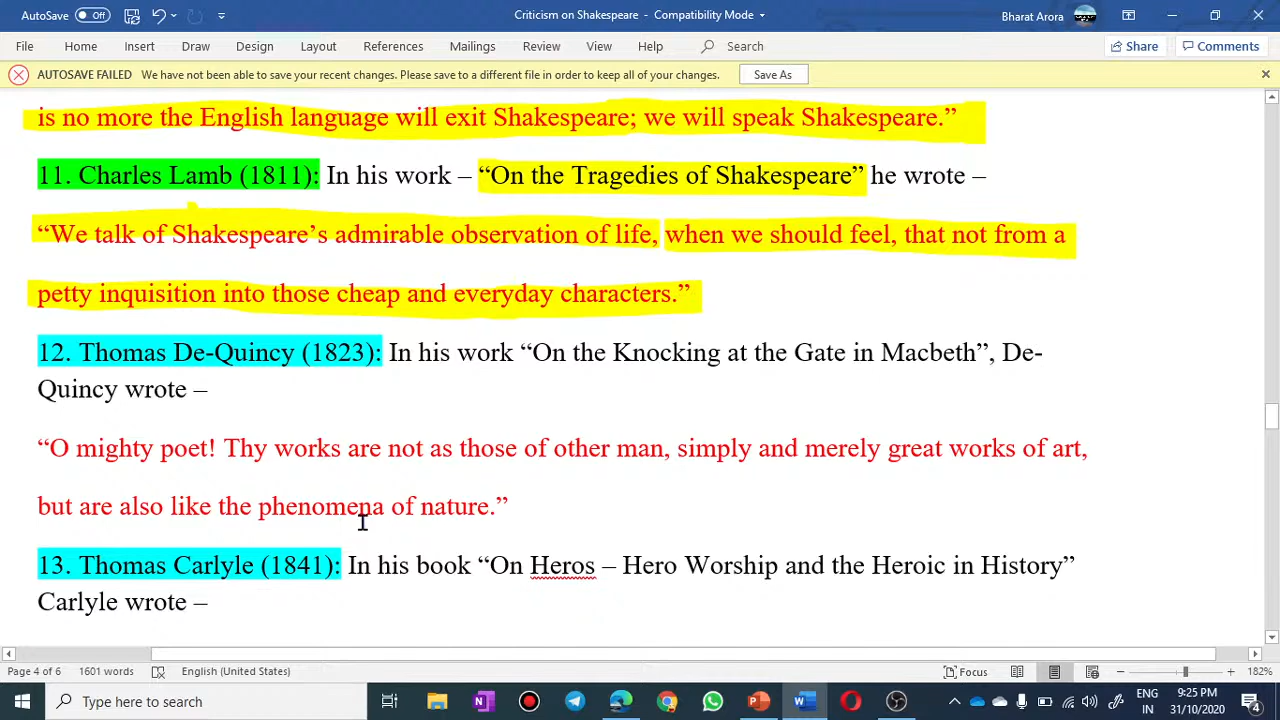 AutoSave Off Criticism on Shakespeare - Compatibility Mode Bharat Arora
File Home Insert Draw Design Layout References Mailings Review View Help Search Share Comments
AUTOSAVE FAILED We have not been able to save your recent changes. Please save to a different file in order to keep all of your changes. Save As
is no more the English language will exit Shakespeare; we will speak Shakespeare.”
11. Charles Lamb (1811): In his work – “On the Tragedies of Shakespeare” he wrote –
“We talk of Shakespeare’s admirable observation of life, when we should feel, that not from a
petty inquisition into those cheap and everyday characters.”
12. Thomas De-Quincy (1823): In his work “On the Knocking at the Gate in Macbeth”, De-
Quincy wrote –
“O mighty poet! Thy works are not as those of other man, simply and merely great works of art,
but are also like the phenomena of nature.”
13. Thomas Carlyle (1841): In his book “On Heros – Hero Worship and the Heroic in History”
Carlyle wrote –
Page 4 of 6 1601 words English (United States) Focus 182%
Type here to search ENG 9:25 PM
IN 31/10/2020 4